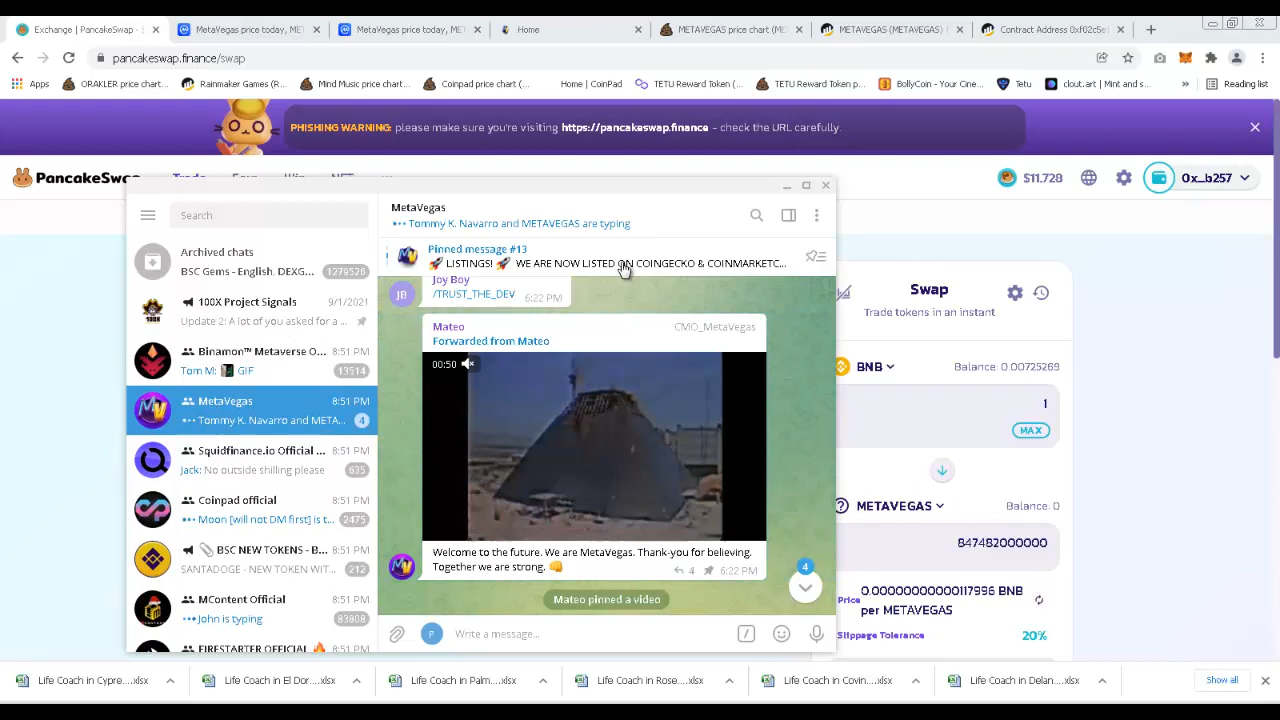 Exchange | PancakeSwap -
MetaVegas price today, MET
MetaVegas price today, MET
Home
METAVEGAS price chart (ME
METAVEGAS (METAVEGAS)
Contract Address 0xf02c5e
pancakeswap.finance/swap
Apps
ORAKLER price chart...
Rainmaker Games (R...
Mind Music price chart...
Coinpad price chart (...
Home | CoinPad
TETU Reward Token (...
TETU Reward Token p...
BollyCoin - Your Cine...
Tetu
clout.art | Mint and s...
»
Reading list
PHISHING WARNING: please make sure you're visiting https://pancakeswap.finance - check the URL carefully.
PancakeSwap
Trade
Earn
Win
NFT
$11.728
0x_b257
Search
Archived chats
BSC Gems - English, DEXG...
1279526
100X Project Signals
9/1/2021
Update 2: A lot of you asked for a ...
Binamon™ Metaverse O...
8:51 PM
Tom M: GIF
13514
MetaVegas
8:51 PM
Tommy K. Navarro and META...
4
Squidfinance.io Official ...
8:51 PM
Jack: No outside shilling please
635
Coinpad official
8:51 PM
Moon [will not DM first] is t...
2475
BSC NEW TOKENS - B...
8:51 PM
SANTADOGE - NEW TOKEN WIT...
212
MContent Official
8:51 PM
John is typing
83808
FIRESTARTER OFFICIAL 🔥
8:51 PM
MetaVegas
Tommy K. Navarro and METAVEGAS are typing
Pinned message #13
🚀 LISTINGS! 🚀 WE ARE NOW LISTED ON COINGECKO & COINMARKETC...
Joy Boy
JB
/TRUST_THE_DEV
6:22 PM
Mateo
CMO_MetaVegas
Forwarded from Mateo
00:50
Welcome to the future. We are MetaVegas. Thank-you for believing.
Together we are strong. 👊
4
6:22 PM
4
Mateo pinned a video
P
Write a message...
Swap
Trade tokens in an instant
BNB
Balance: 0.00725269
1
MAX
METAVEGAS
Balance: 0
847482000000
Price
0.0000000000117996 BNB
per METAVEGAS
Slippage Tolerance
20%
Life Coach in Cypre....xlsx
Life Coach in El Dor....xlsx
Life Coach in Palm....xlsx
Life Coach in Rose....xlsx
Life Coach in Covin....xlsx
Life Coach in Delan....xlsx
Show all